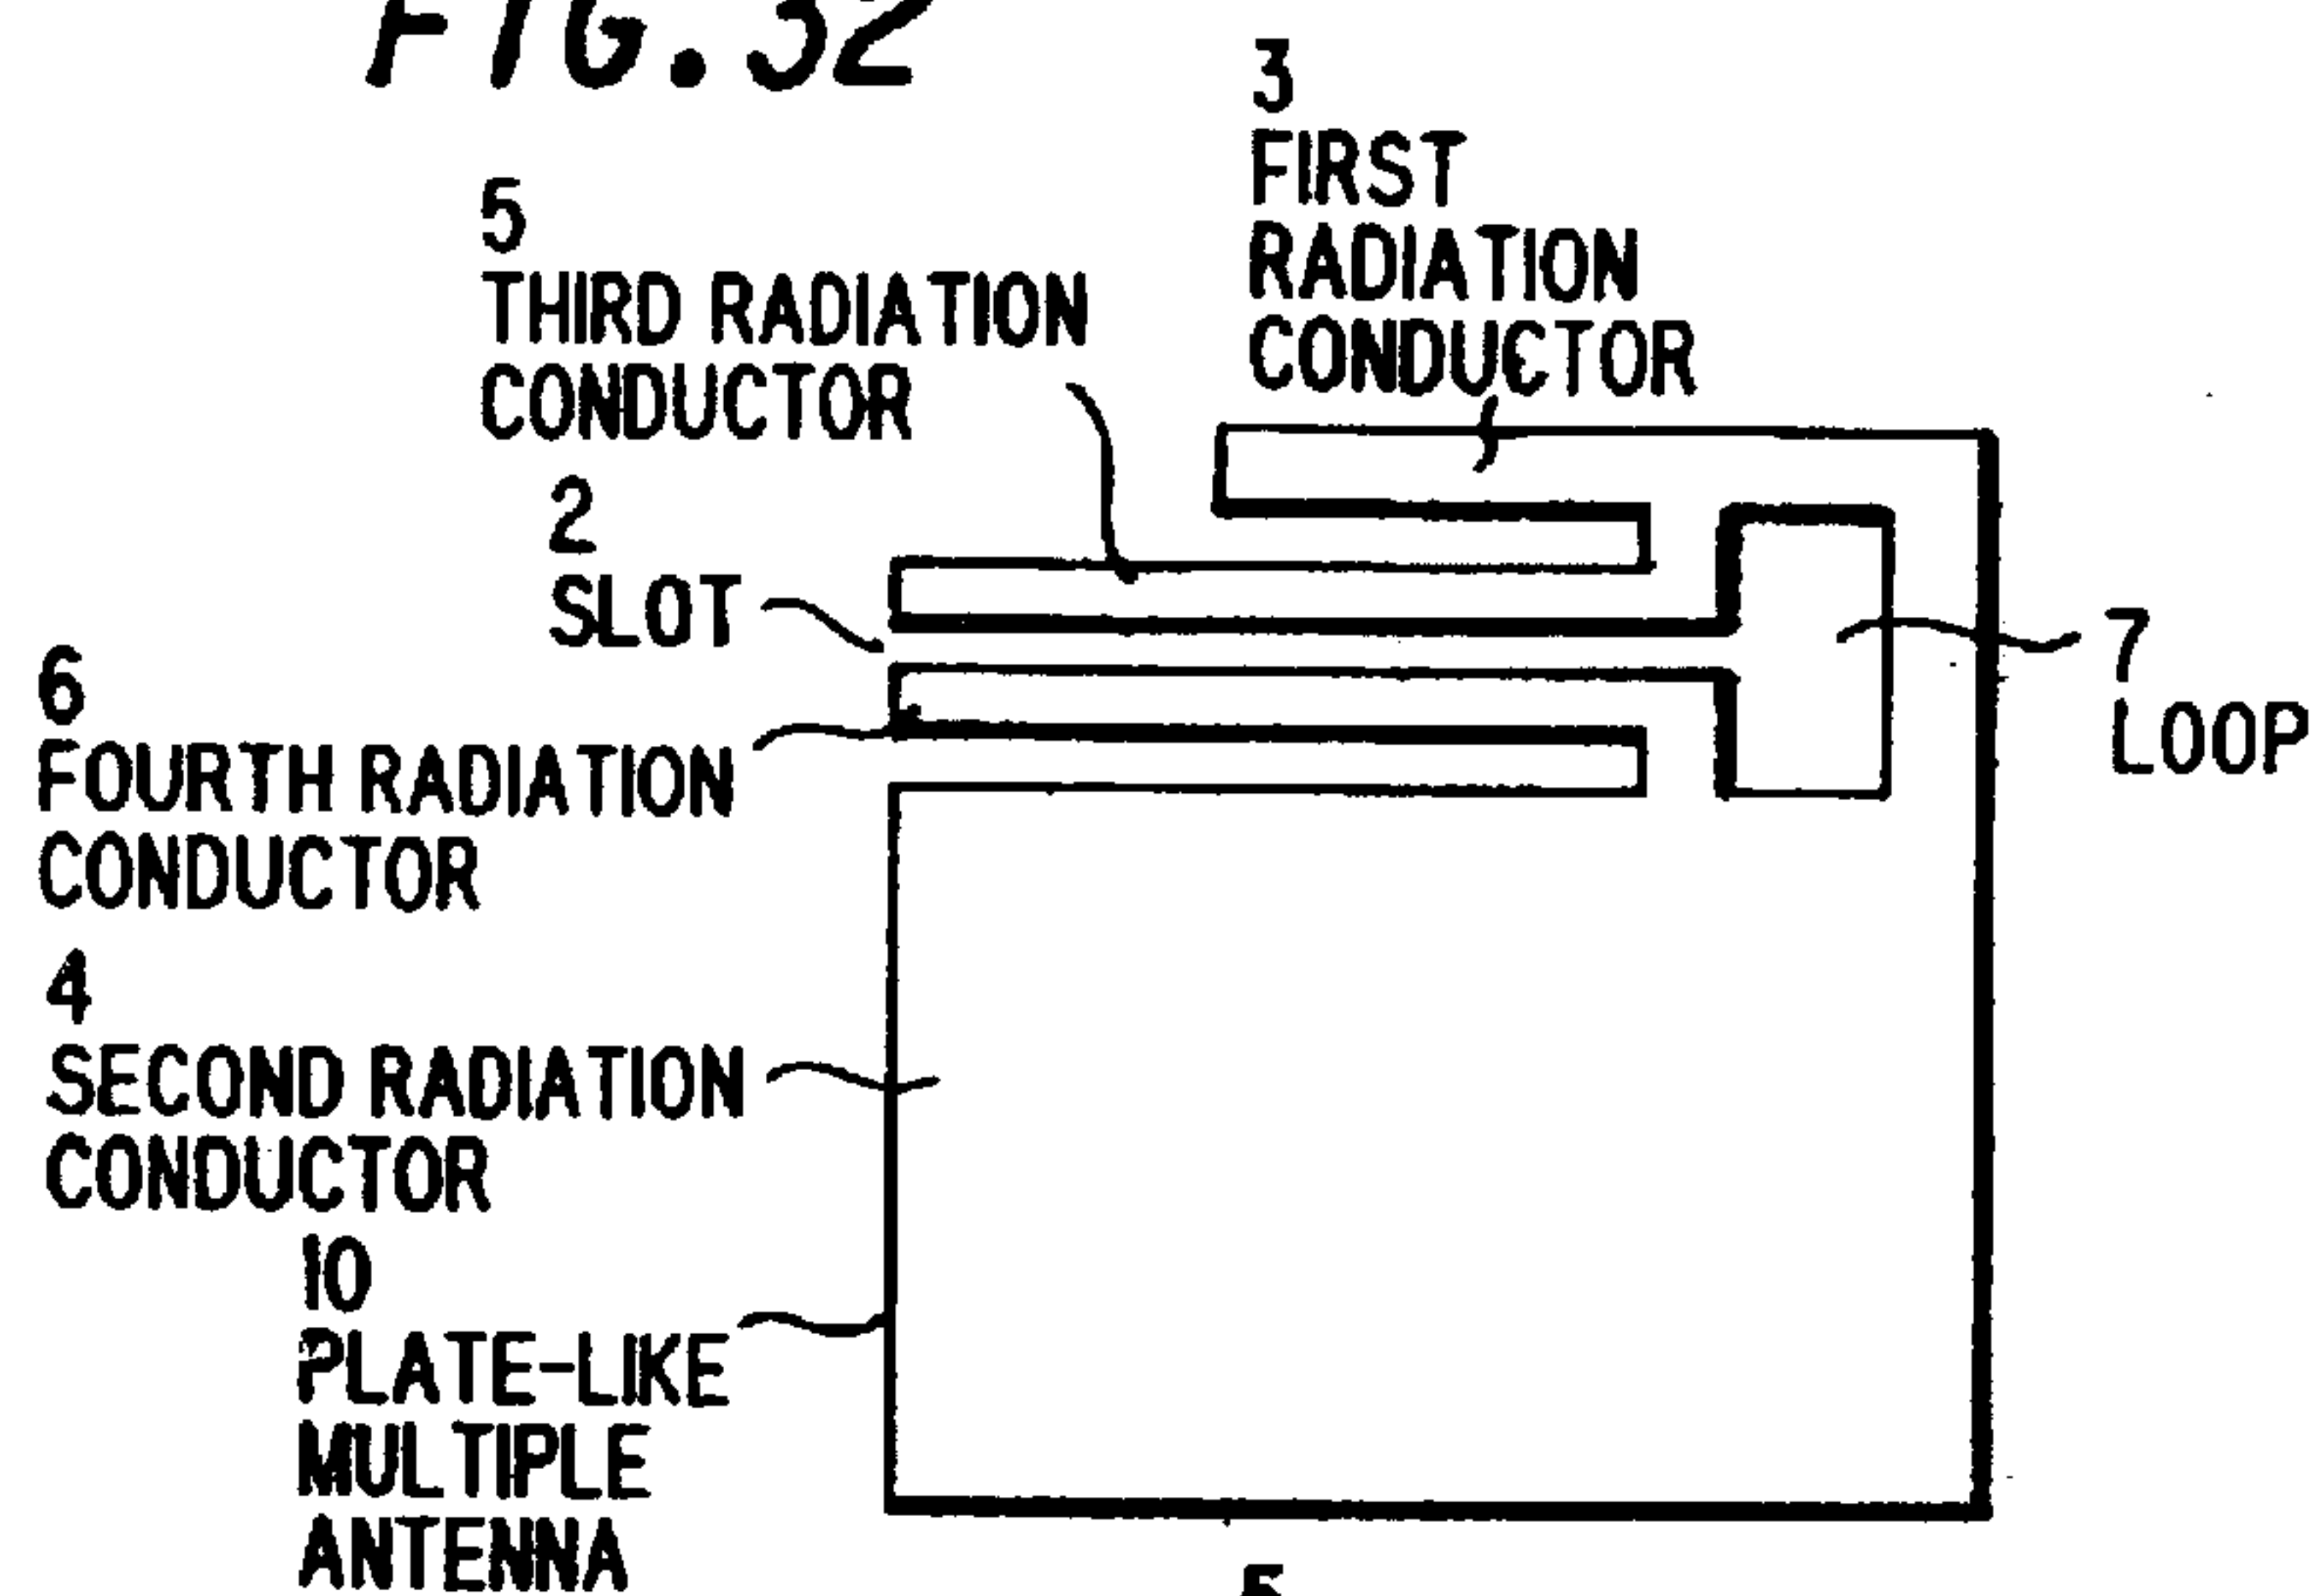 FIG. 32
3
FIRST
RADIATION
CONDUCTOR
5
THIRD RADIATION
CONDUCTOR
2
SLOT
6
FOURTH RADIATION
CONDUCTOR
7
LOOP
4
SECOND RADIATION
CONDUCTOR
10
PLATE-LIKE
MULTIPLE
ANTENNA